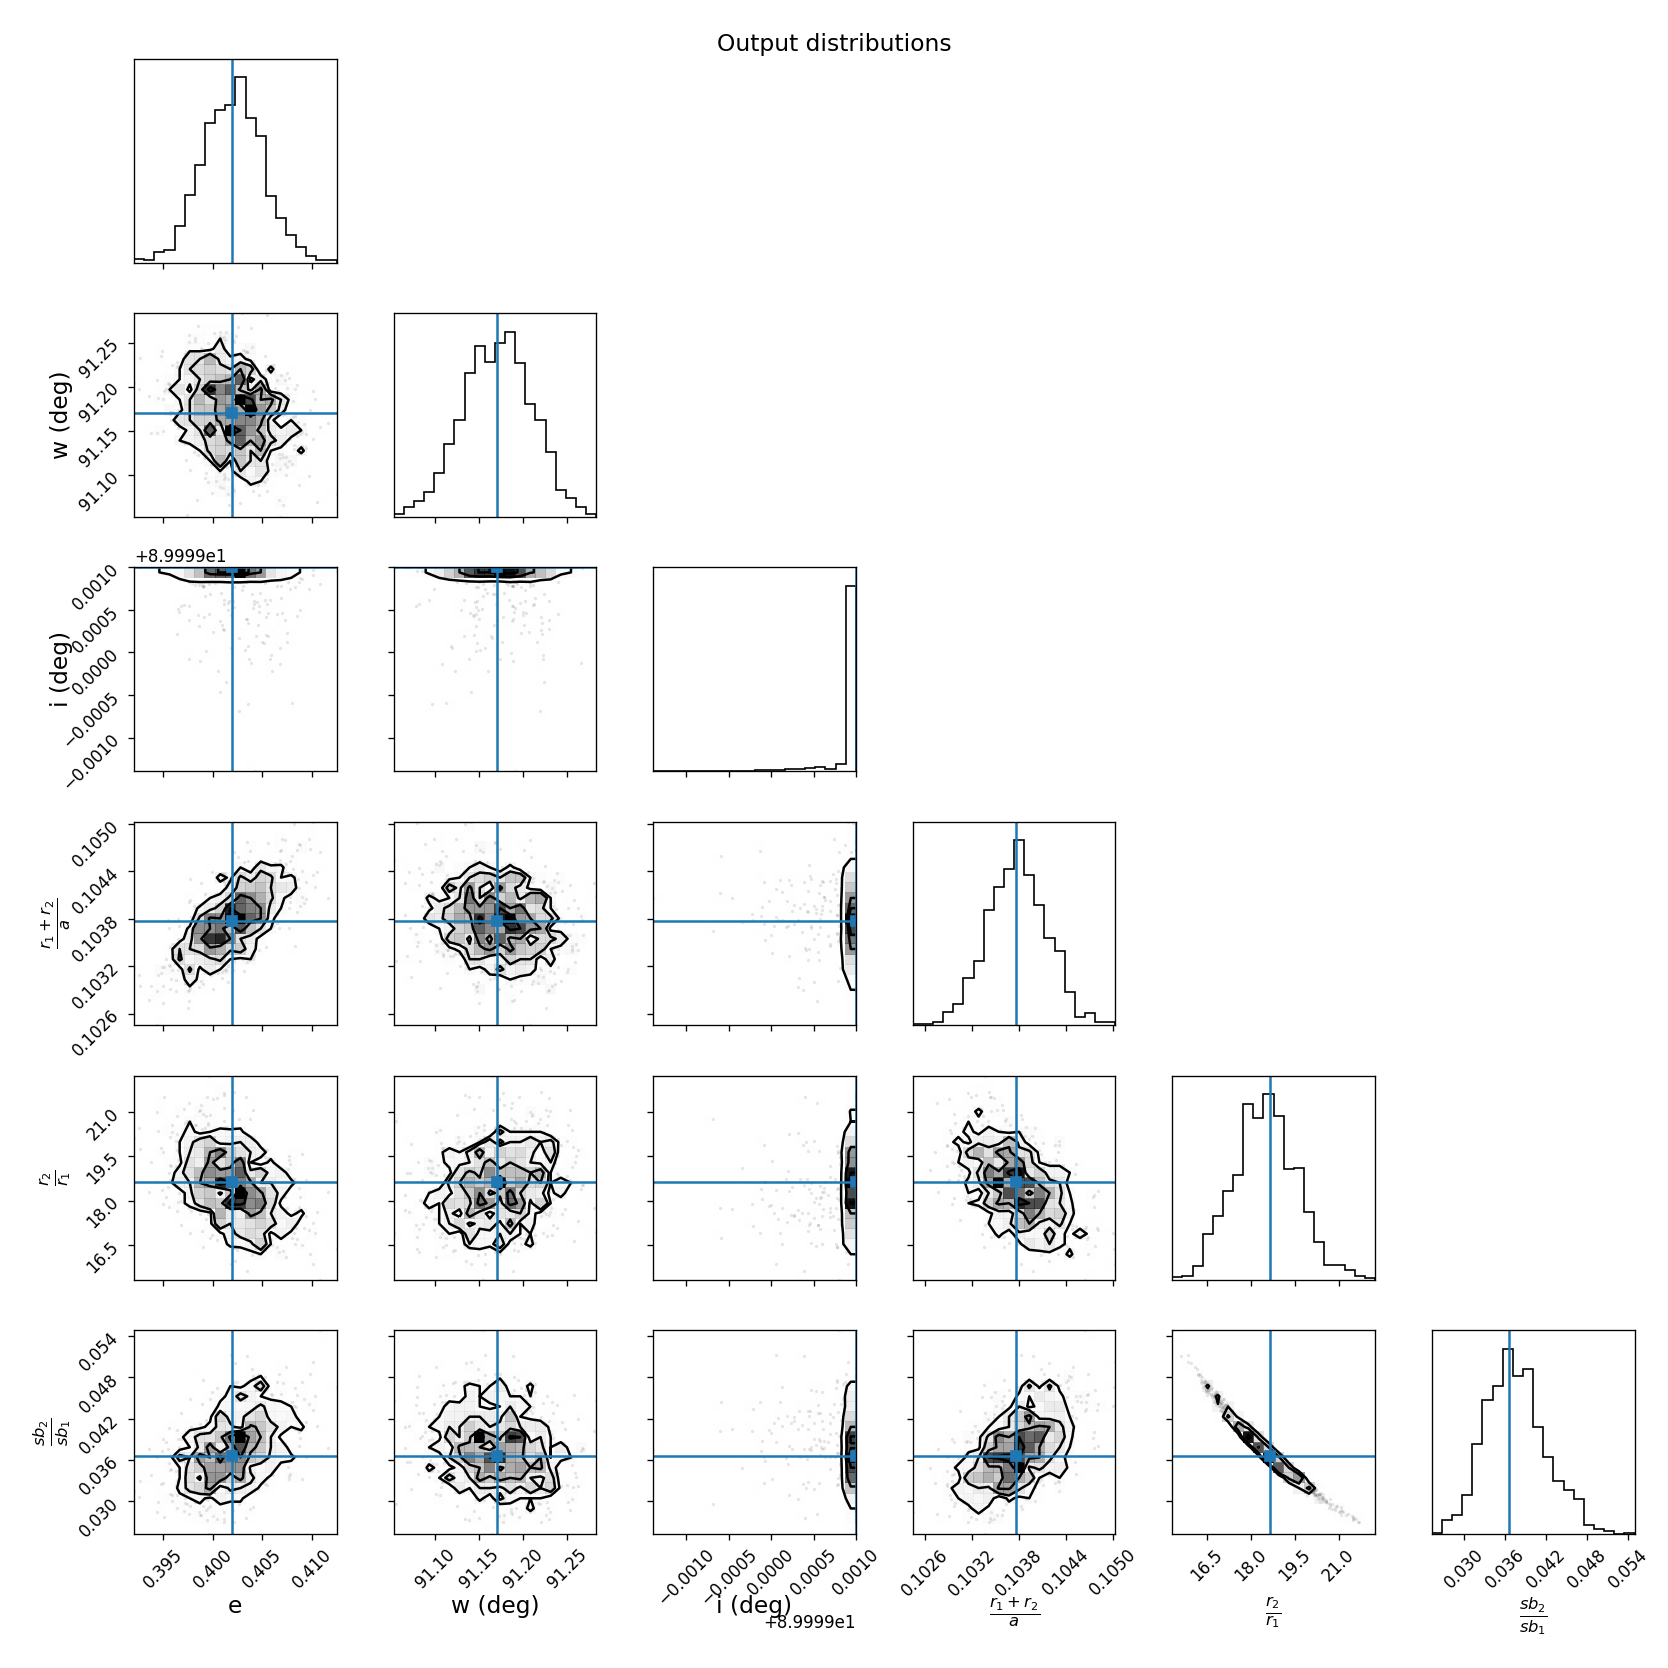 Output distributions
w (deg)
91.25
91.20
91.15
91.10
+8.9999e1
i (deg)
0.0010
0.0005
0.0000
−0.0005
−0.0010
r1 + r2
a
0.1050
0.1044
0.1038
0.1032
0.1026
r2
r1
21.0
19.5
18.0
16.5
sb2
sb1
0.054
0.048
0.042
0.036
0.030
0.395 0.400 0.405 0.410
91.10 91.15 91.20 91.25
−0.0010 −0.0005 0.0000 0.0005 0.0010
0.1026 0.1032 0.1038 0.1044 0.1050
16.5 18.0 19.5 21.0
0.030 0.036 0.042 0.048 0.054
e
w (deg)
i (deg)
+8.9999e1
r1 + r2
a
r2
r1
sb2
sb1